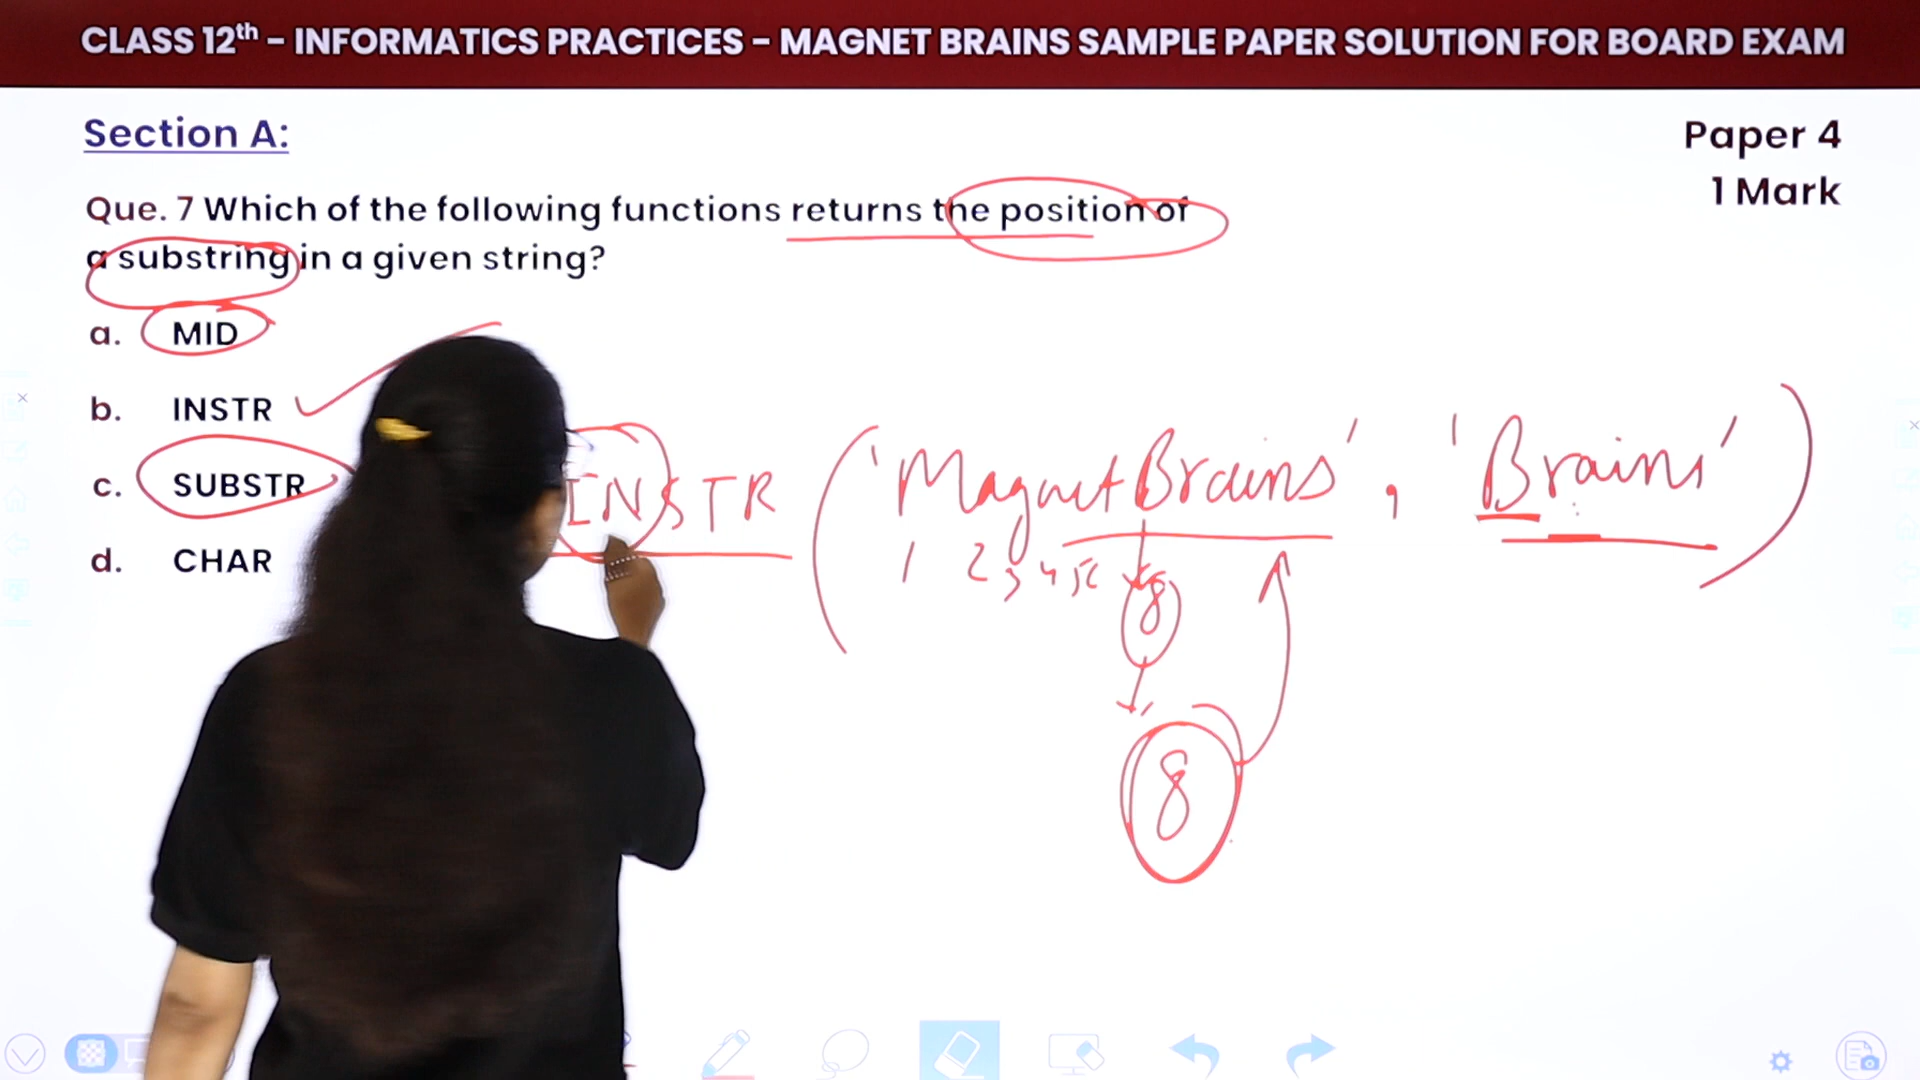 CLASS 12th – INFORMATICS PRACTICES – MAGNET BRAINS SAMPLE PAPER SOLUTION FOR BOARD EXAM
Section A:
Paper 4
1 Mark
Que. 7 Which of the following functions returns the position of
a substring in a given string?
a. MID
b. INSTR
c. SUBSTR
d. CHAR
INSTR ('MagnetBrains', 'Brains')
1 2 3 4 5 6 8
8